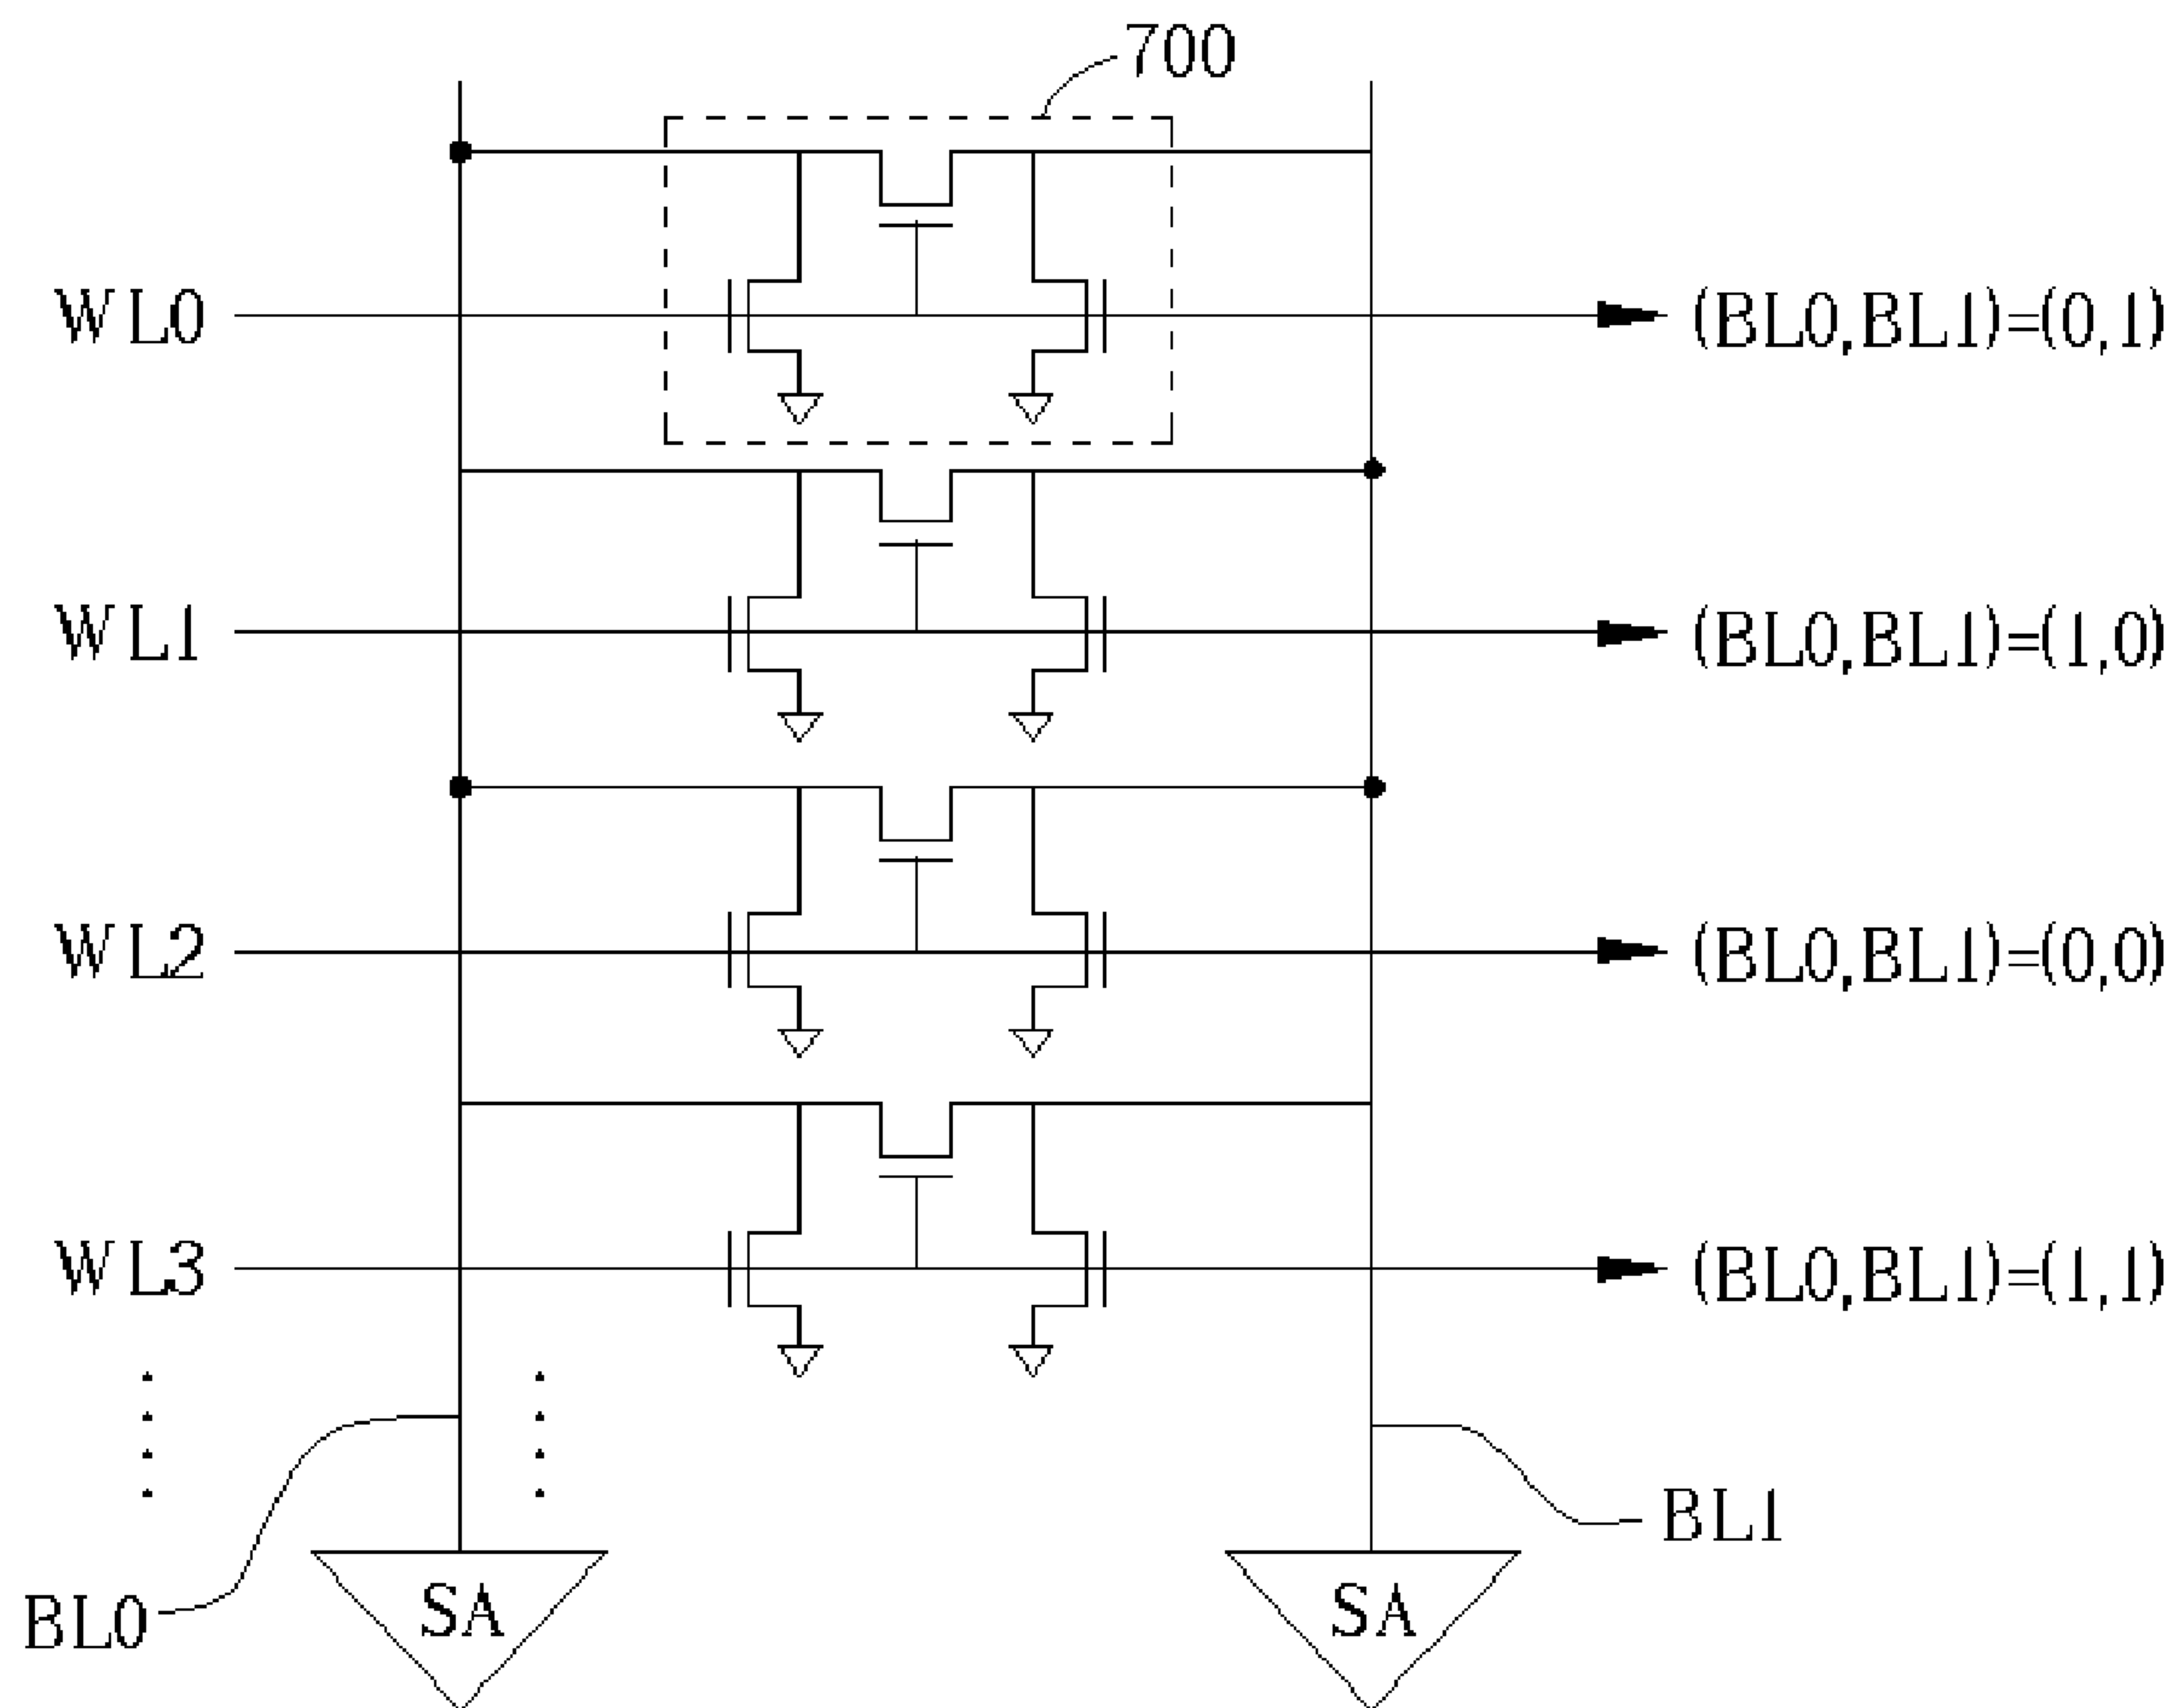 700
WL0 (BL0,BL1)=(0,1)
WL1 (BL0,BL1)=(1,0)
WL2 (BL0,BL1)=(0,0)
WL3 (BL0,BL1)=(1,1)
BL1
BL0 SA SA